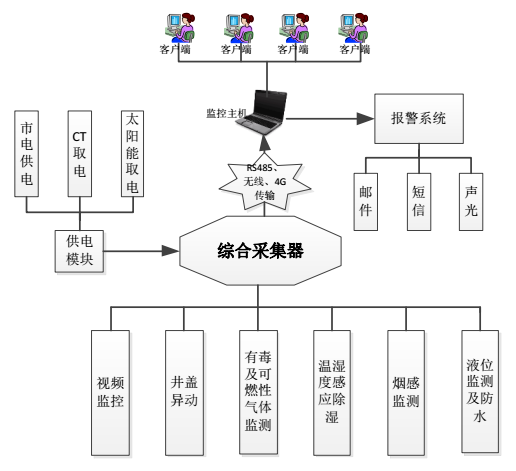 客户端
客户端
客户端
客户端
监控主机
报警系统
市电供电
CT
取电
太阳能取电
RS485、
无线、4G
传输
邮件
短信
声光
供电
模块
综合采集器
视频
监控
井盖
异动
有毒
及可
燃性
气体
监测
温湿
度感
应除
湿
烟感
监测
液位
监测
及防
水